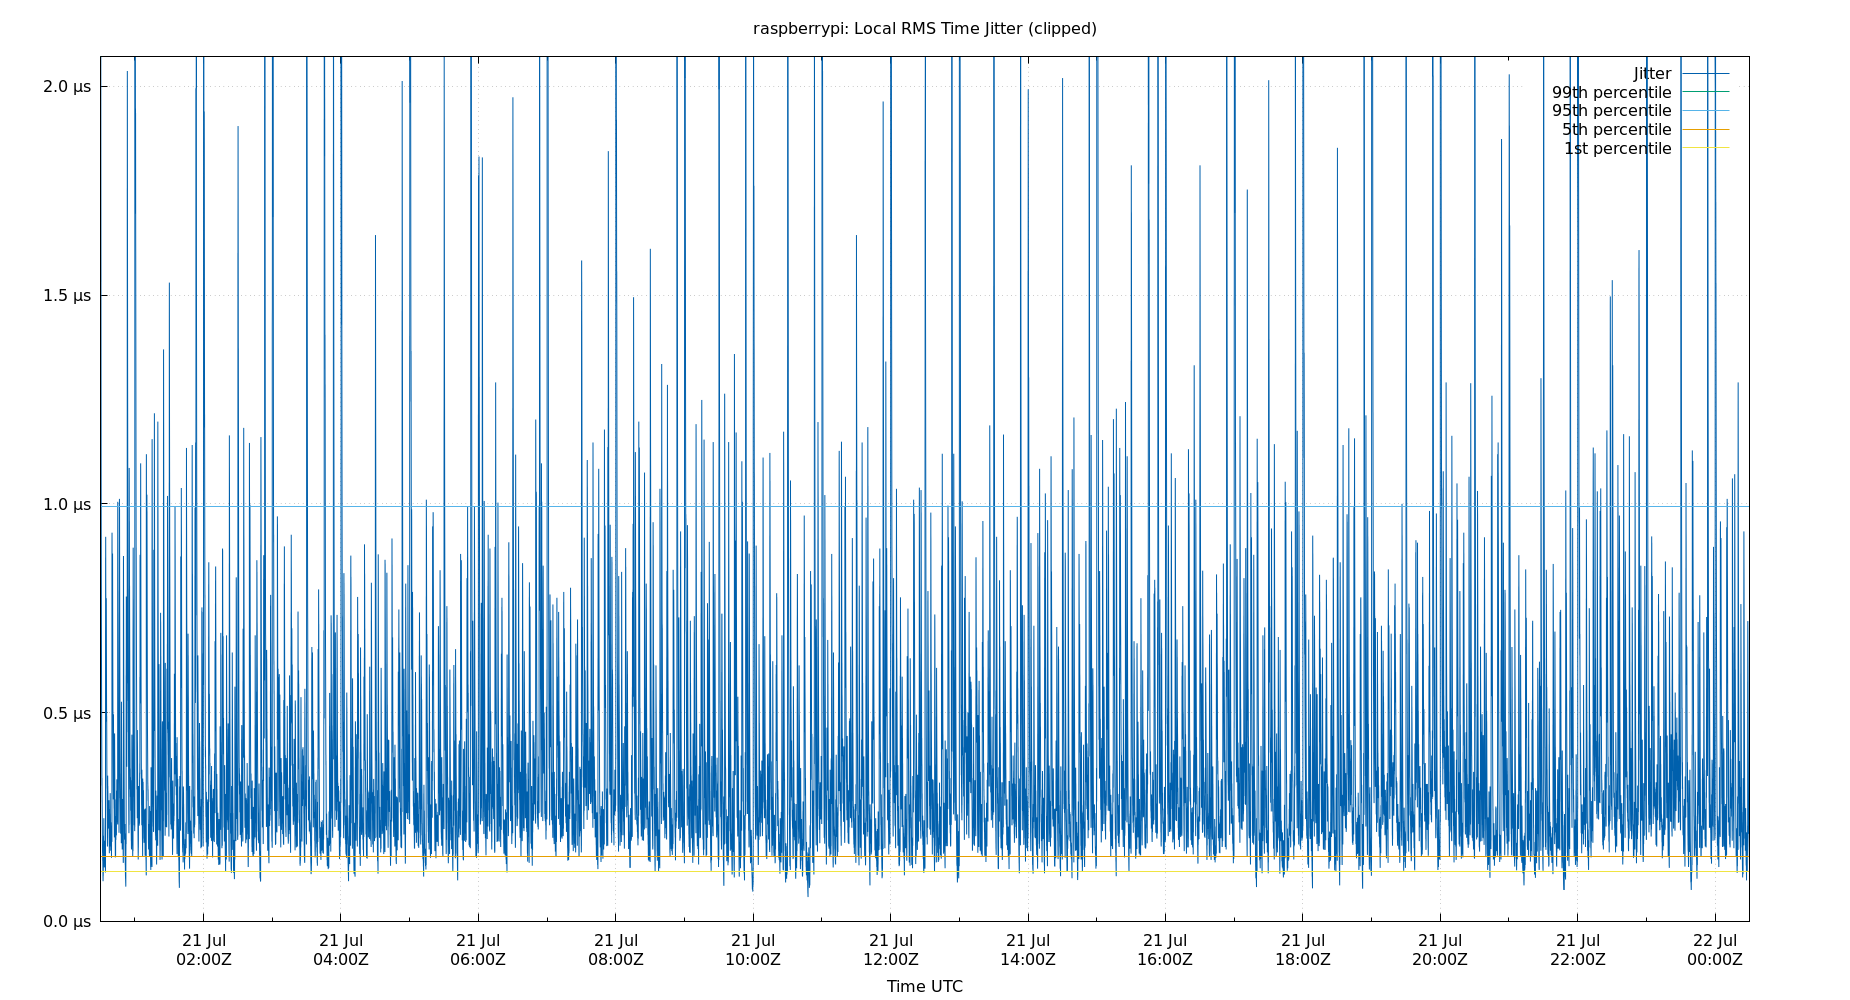 raspberrypi: Local RMS Time Jitter (clipped)
2.0 µs
1.5 µs
1.0 µs
0.5 µs
0.0 µs
Jitter
99th percentile
95th percentile
5th percentile
1st percentile
21 Jul 21 Jul 21 Jul 21 Jul 21 Jul 21 Jul 21 Jul 21 Jul 21 Jul 21 Jul 21 Jul 22 Jul
02:00Z 04:00Z 06:00Z 08:00Z 10:00Z 12:00Z 14:00Z 16:00Z 18:00Z 20:00Z 22:00Z 00:00Z
Time UTC